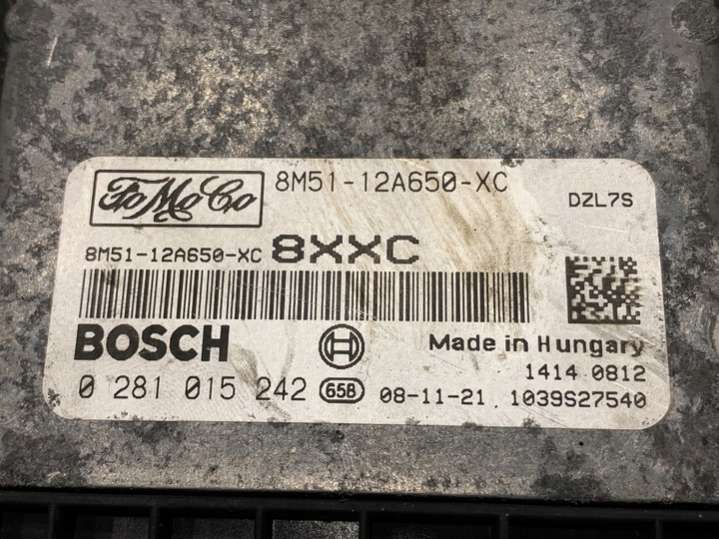 FoMoCo 8M51-12A650-XC
DZL7S
8M51-12A650-XC 8XXC
BOSCH
Made in Hungary
1414 0812
0 281 015 242 65B 08-11-21 1039S27540